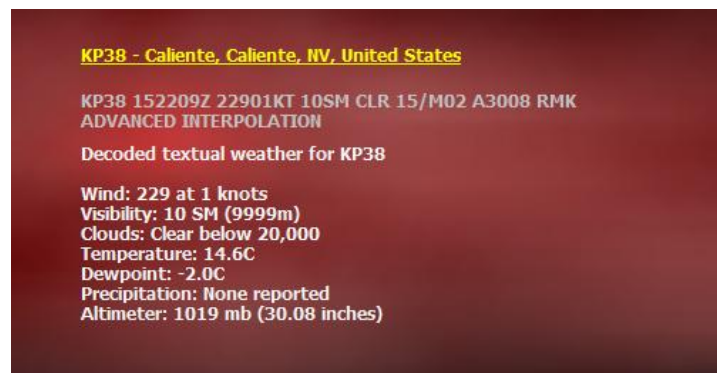 KP38 - Caliente, Caliente, NV, United States
KP38 152209Z 22901KT 10SM CLR 15/M02 A3008 RMK
ADVANCED INTERPOLATION
Decoded textual weather for KP38
Wind: 229 at 1 knots
Visibility: 10 SM (9999m)
Clouds: Clear below 20,000
Temperature: 14.6C
Dewpoint: -2.0C
Precipitation: None reported
Altimeter: 1019 mb (30.08 inches)